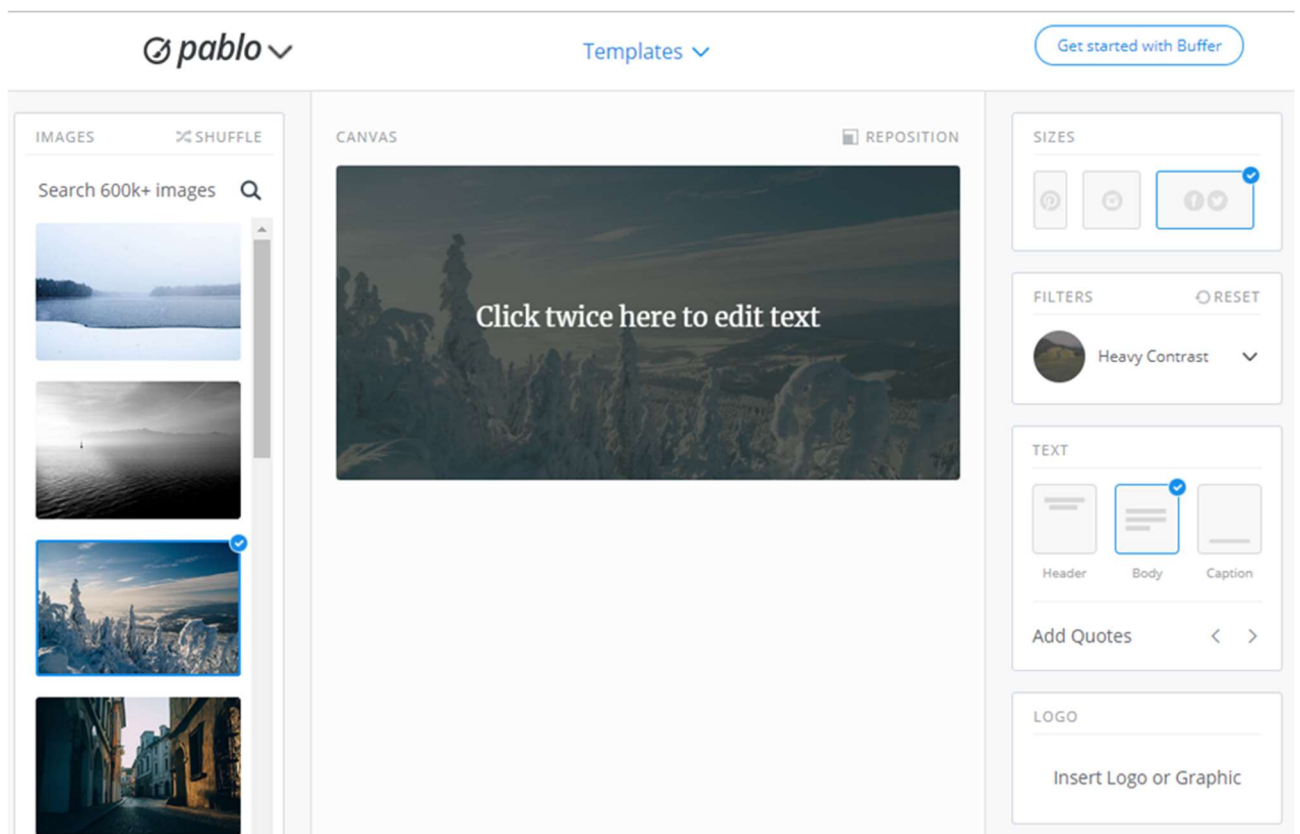 pablo
Templates
Get started with Buffer
IMAGES
SHUFFLE
Search 600k+ images
CANVAS
REPOSITION
Click twice here to edit text
SIZES
FILTERS
RESET
Heavy Contrast
TEXT
Header
Body
Caption
Add Quotes
LOGO
Insert Logo or Graphic